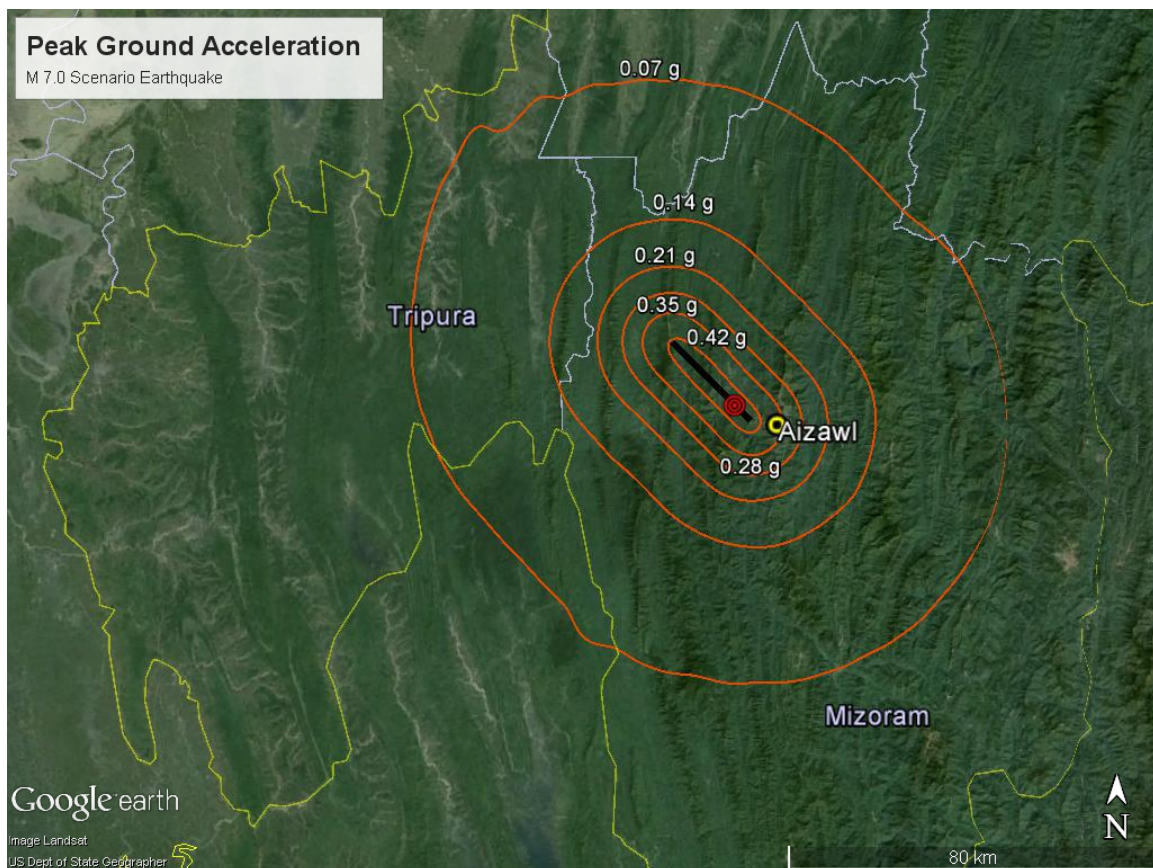 Peak Ground Acceleration
M 7.0 Scenario Earthquake
0.07 g
0.14 g
0.21 g
0.35 g
0.42 g
Tripura
Aizawl
0.28 g
Mizoram
Google earth
N
Image Landsat
US Dept of State Geographer
80 km